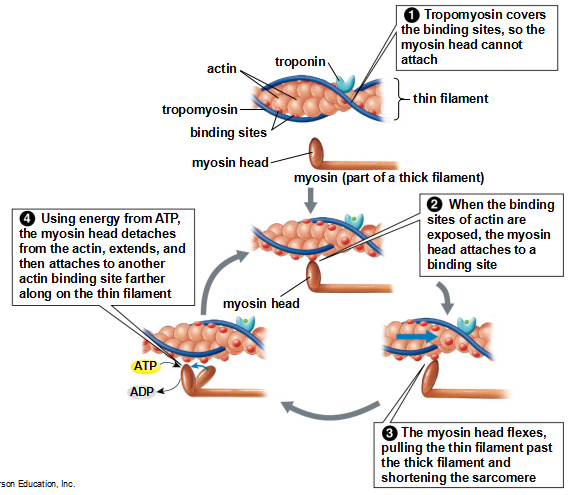 1 Tropomyosin covers
the binding sites, so the
myosin head cannot
attach
troponin
actin
thin filament
tropomyosin
binding sites
myosin head
myosin (part of a thick filament)
2 When the binding
sites of actin are
exposed, the myosin
head attaches to a
binding site
4 Using energy from ATP,
the myosin head detaches
from the actin, extends, and
then attaches to another
actin binding site farther
along on the thin filament
myosin head
ATP
ADP
3 The myosin head flexes,
pulling the thin filament past
the thick filament and
shortening the sarcomere
rson Education, Inc.